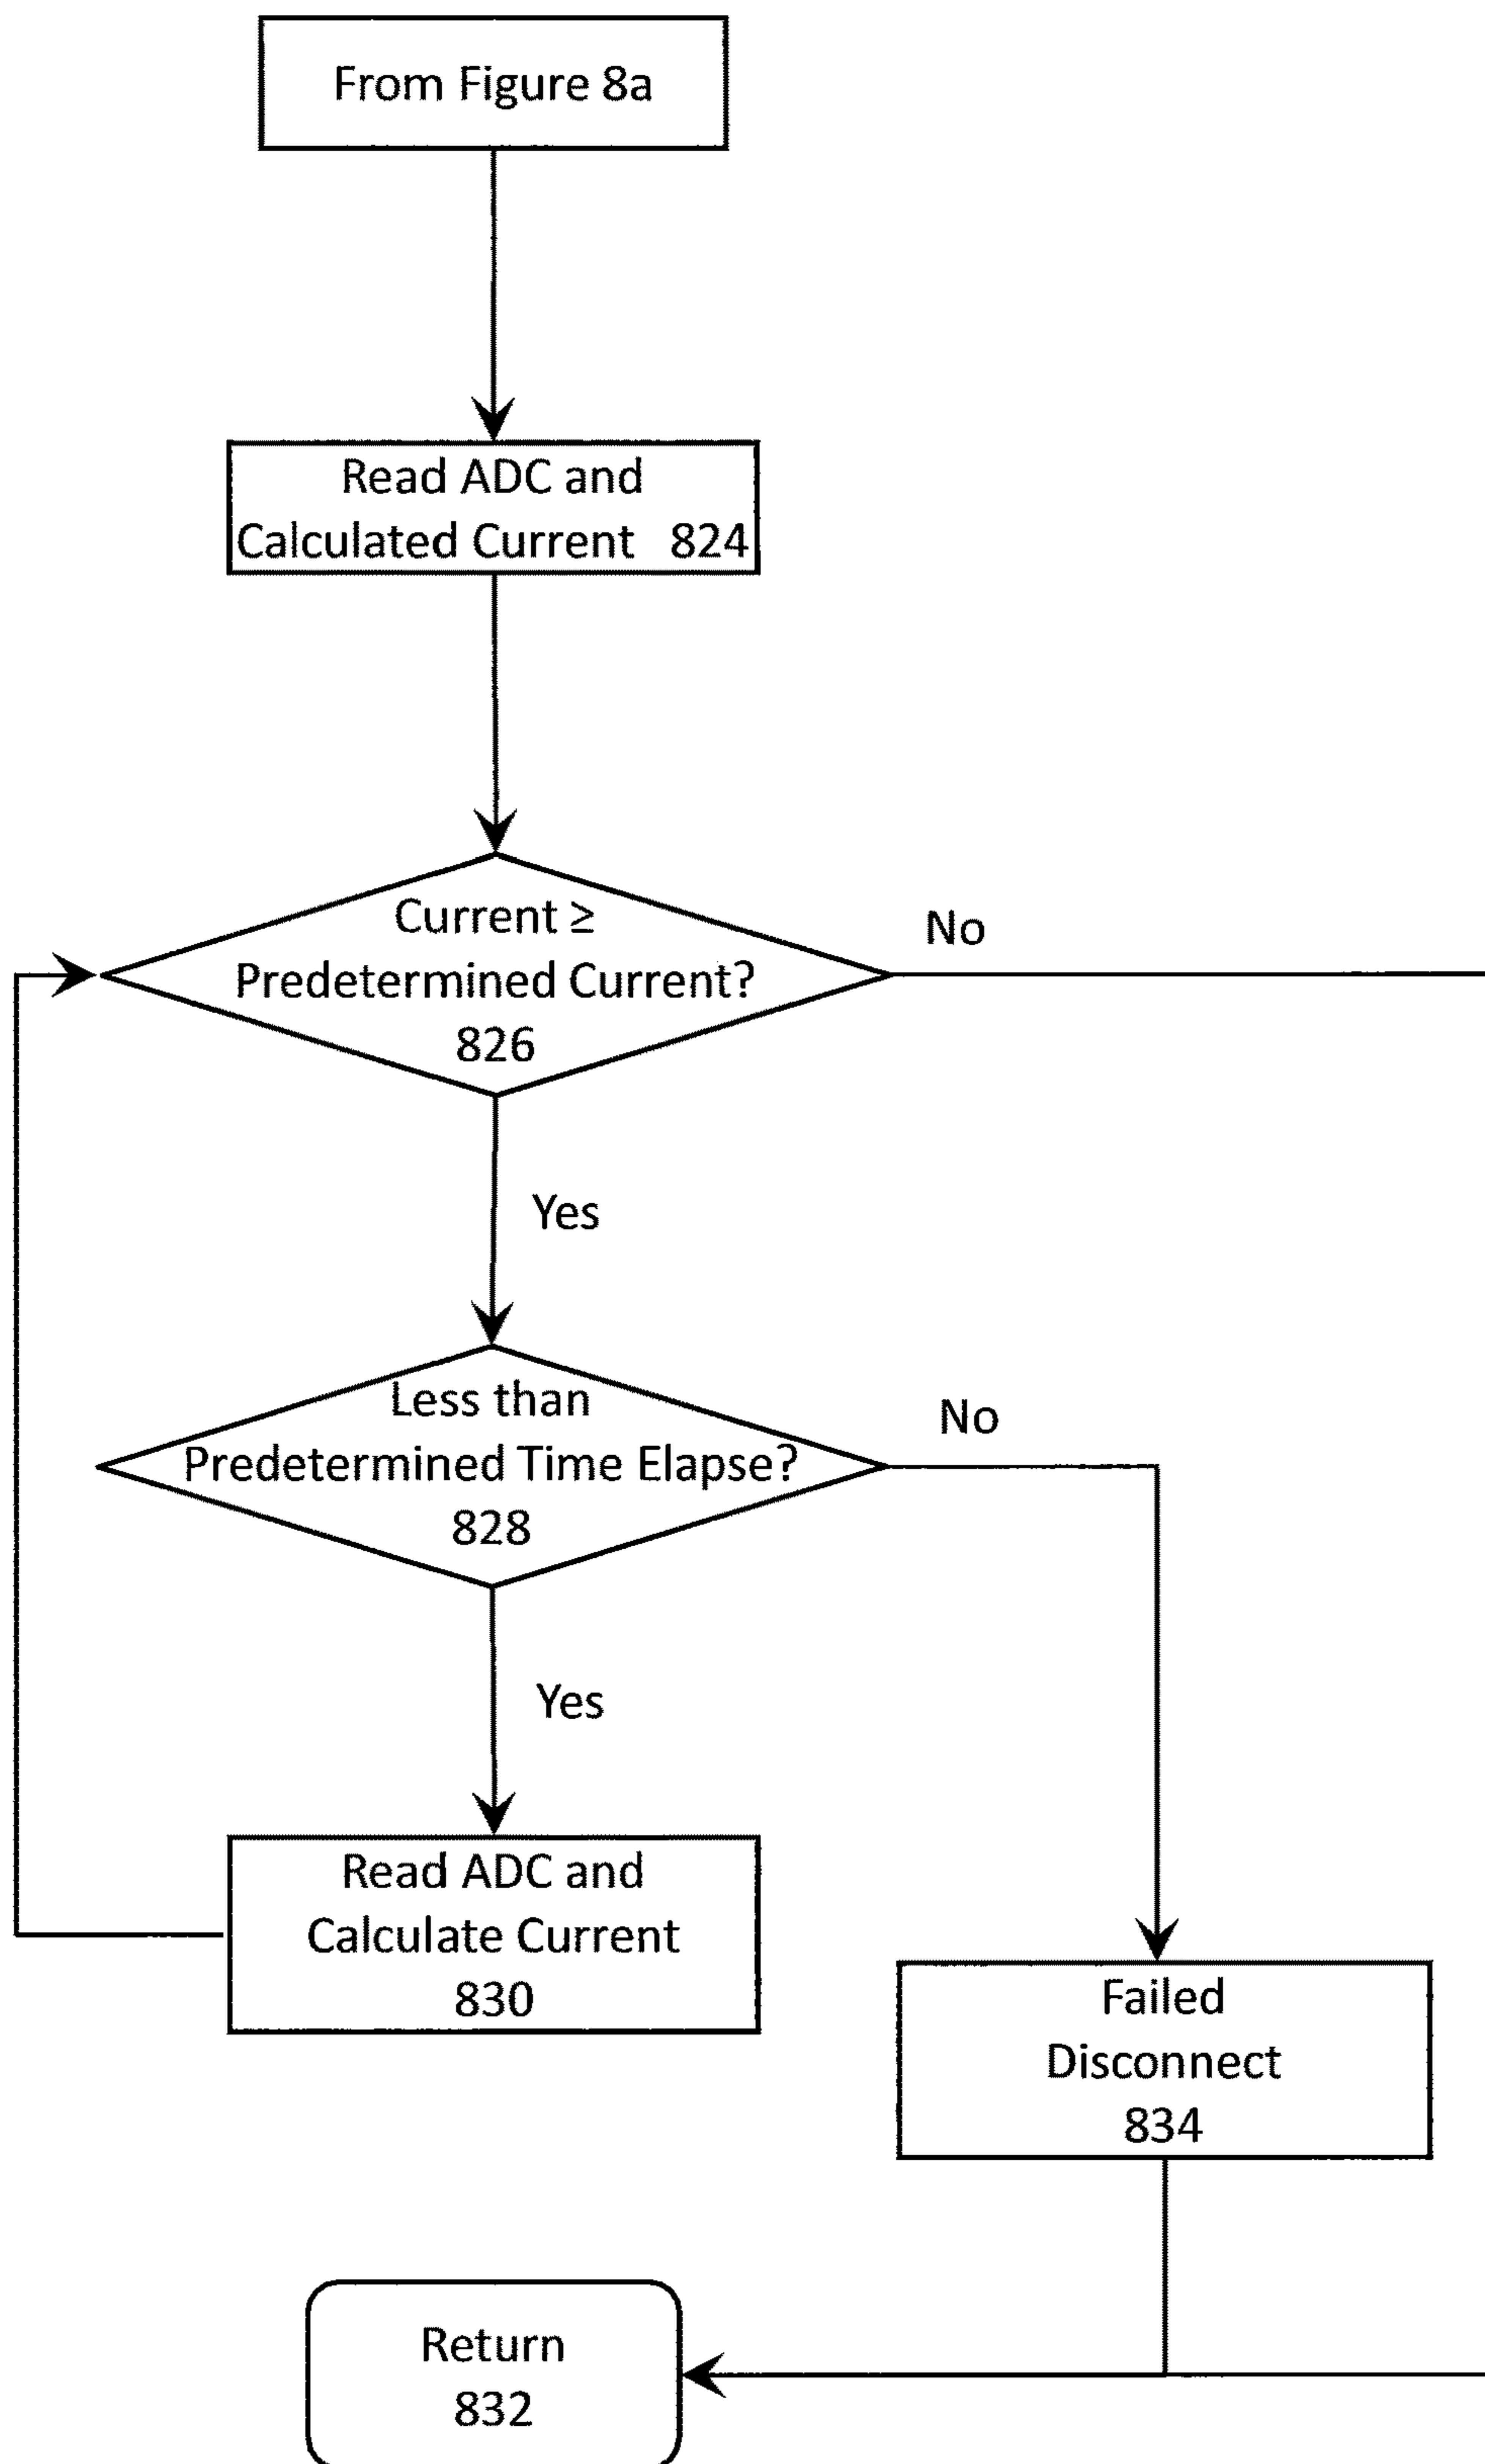 From Figure 8a
Read ADC and
Calculated Current 824
Current ≥
Predetermined Current?
826
No
Yes
Less than
Predetermined Time Elapse?
828
No
Yes
Read ADC and
Calculate Current
830
Failed
Disconnect
834
Return
832